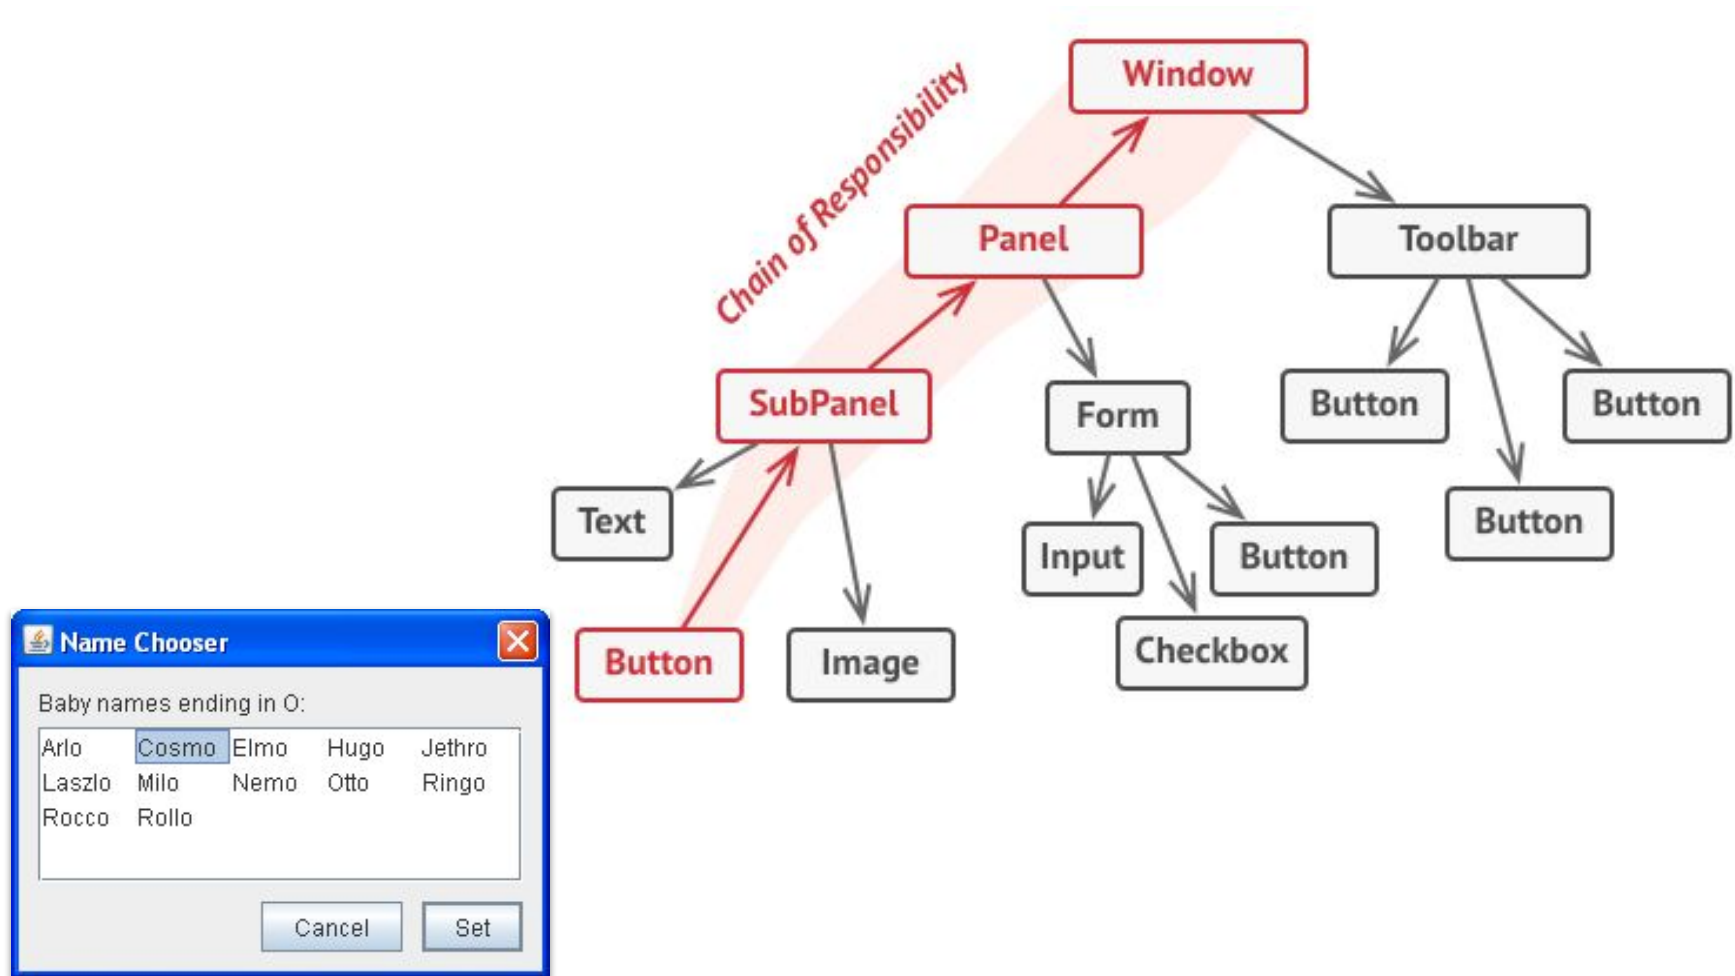 Window
Chain of Responsibility
Panel
Toolbar
SubPanel
Form
Button
Button
Text
Input
Button
Button
Button
Image
Checkbox
Name Chooser
Baby names ending in O:
Arlo Cosmo Elmo Hugo Jethro
Laszlo Milo Nemo Otto Ringo
Rocco Rollo
Cancel Set